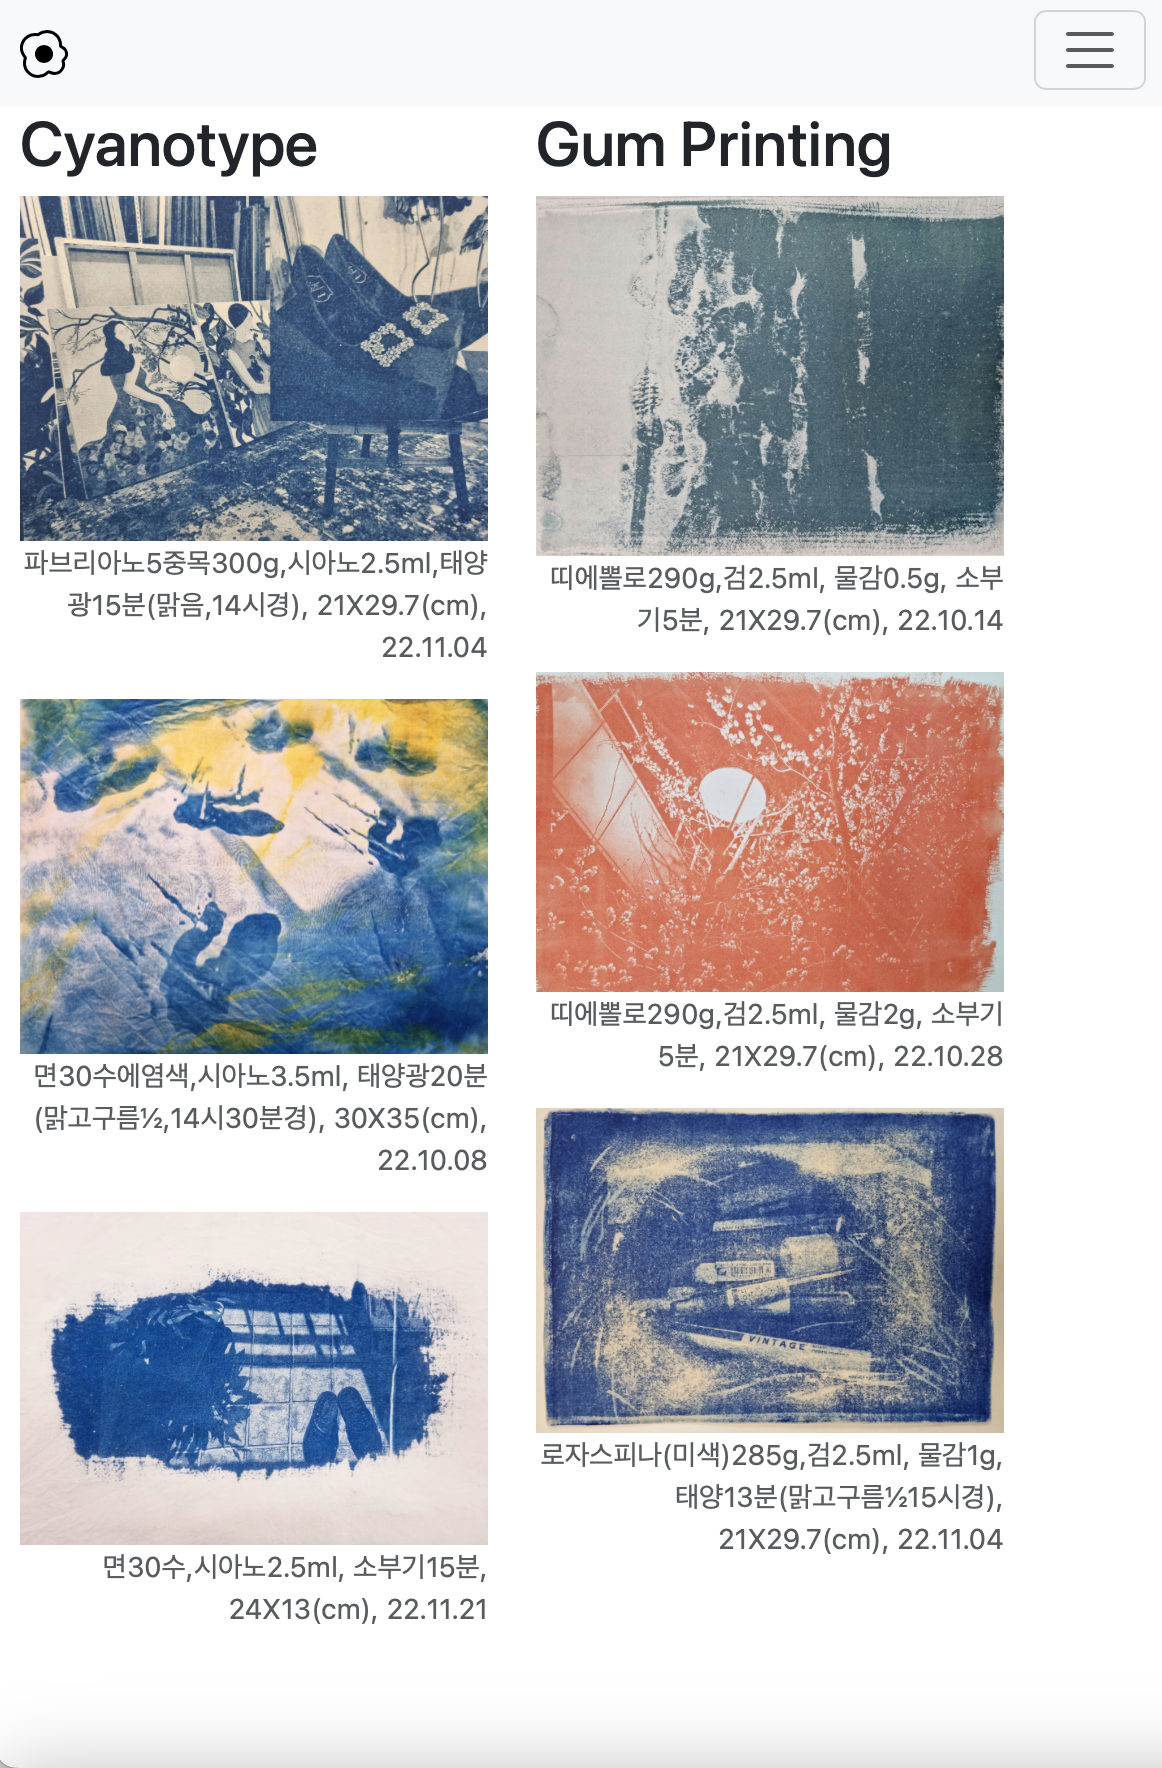 Cyanotype
파브리아노5중목300g,시아노2.5ml,태양
광15분(맑음,14시경), 21X29.7(cm),
22.11.04
면30수에염색,시아노3.5ml, 태양광20분
(맑고구름½,14시30분경), 30X35(cm),
22.10.08
면30수,시아노2.5ml, 소부기15분,
24X13(cm), 22.11.21
Gum Printing
띠에뽈로290g,검2.5ml, 물감0.5g, 소부
기5분, 21X29.7(cm), 22.10.14
띠에뽈로290g,검2.5ml, 물감2g, 소부기
5분, 21X29.7(cm), 22.10.28
VINTAGE
로자스피나(미색)285g,검2.5ml, 물감1g,
태양13분(맑고구름½15시경),
21X29.7(cm), 22.11.04